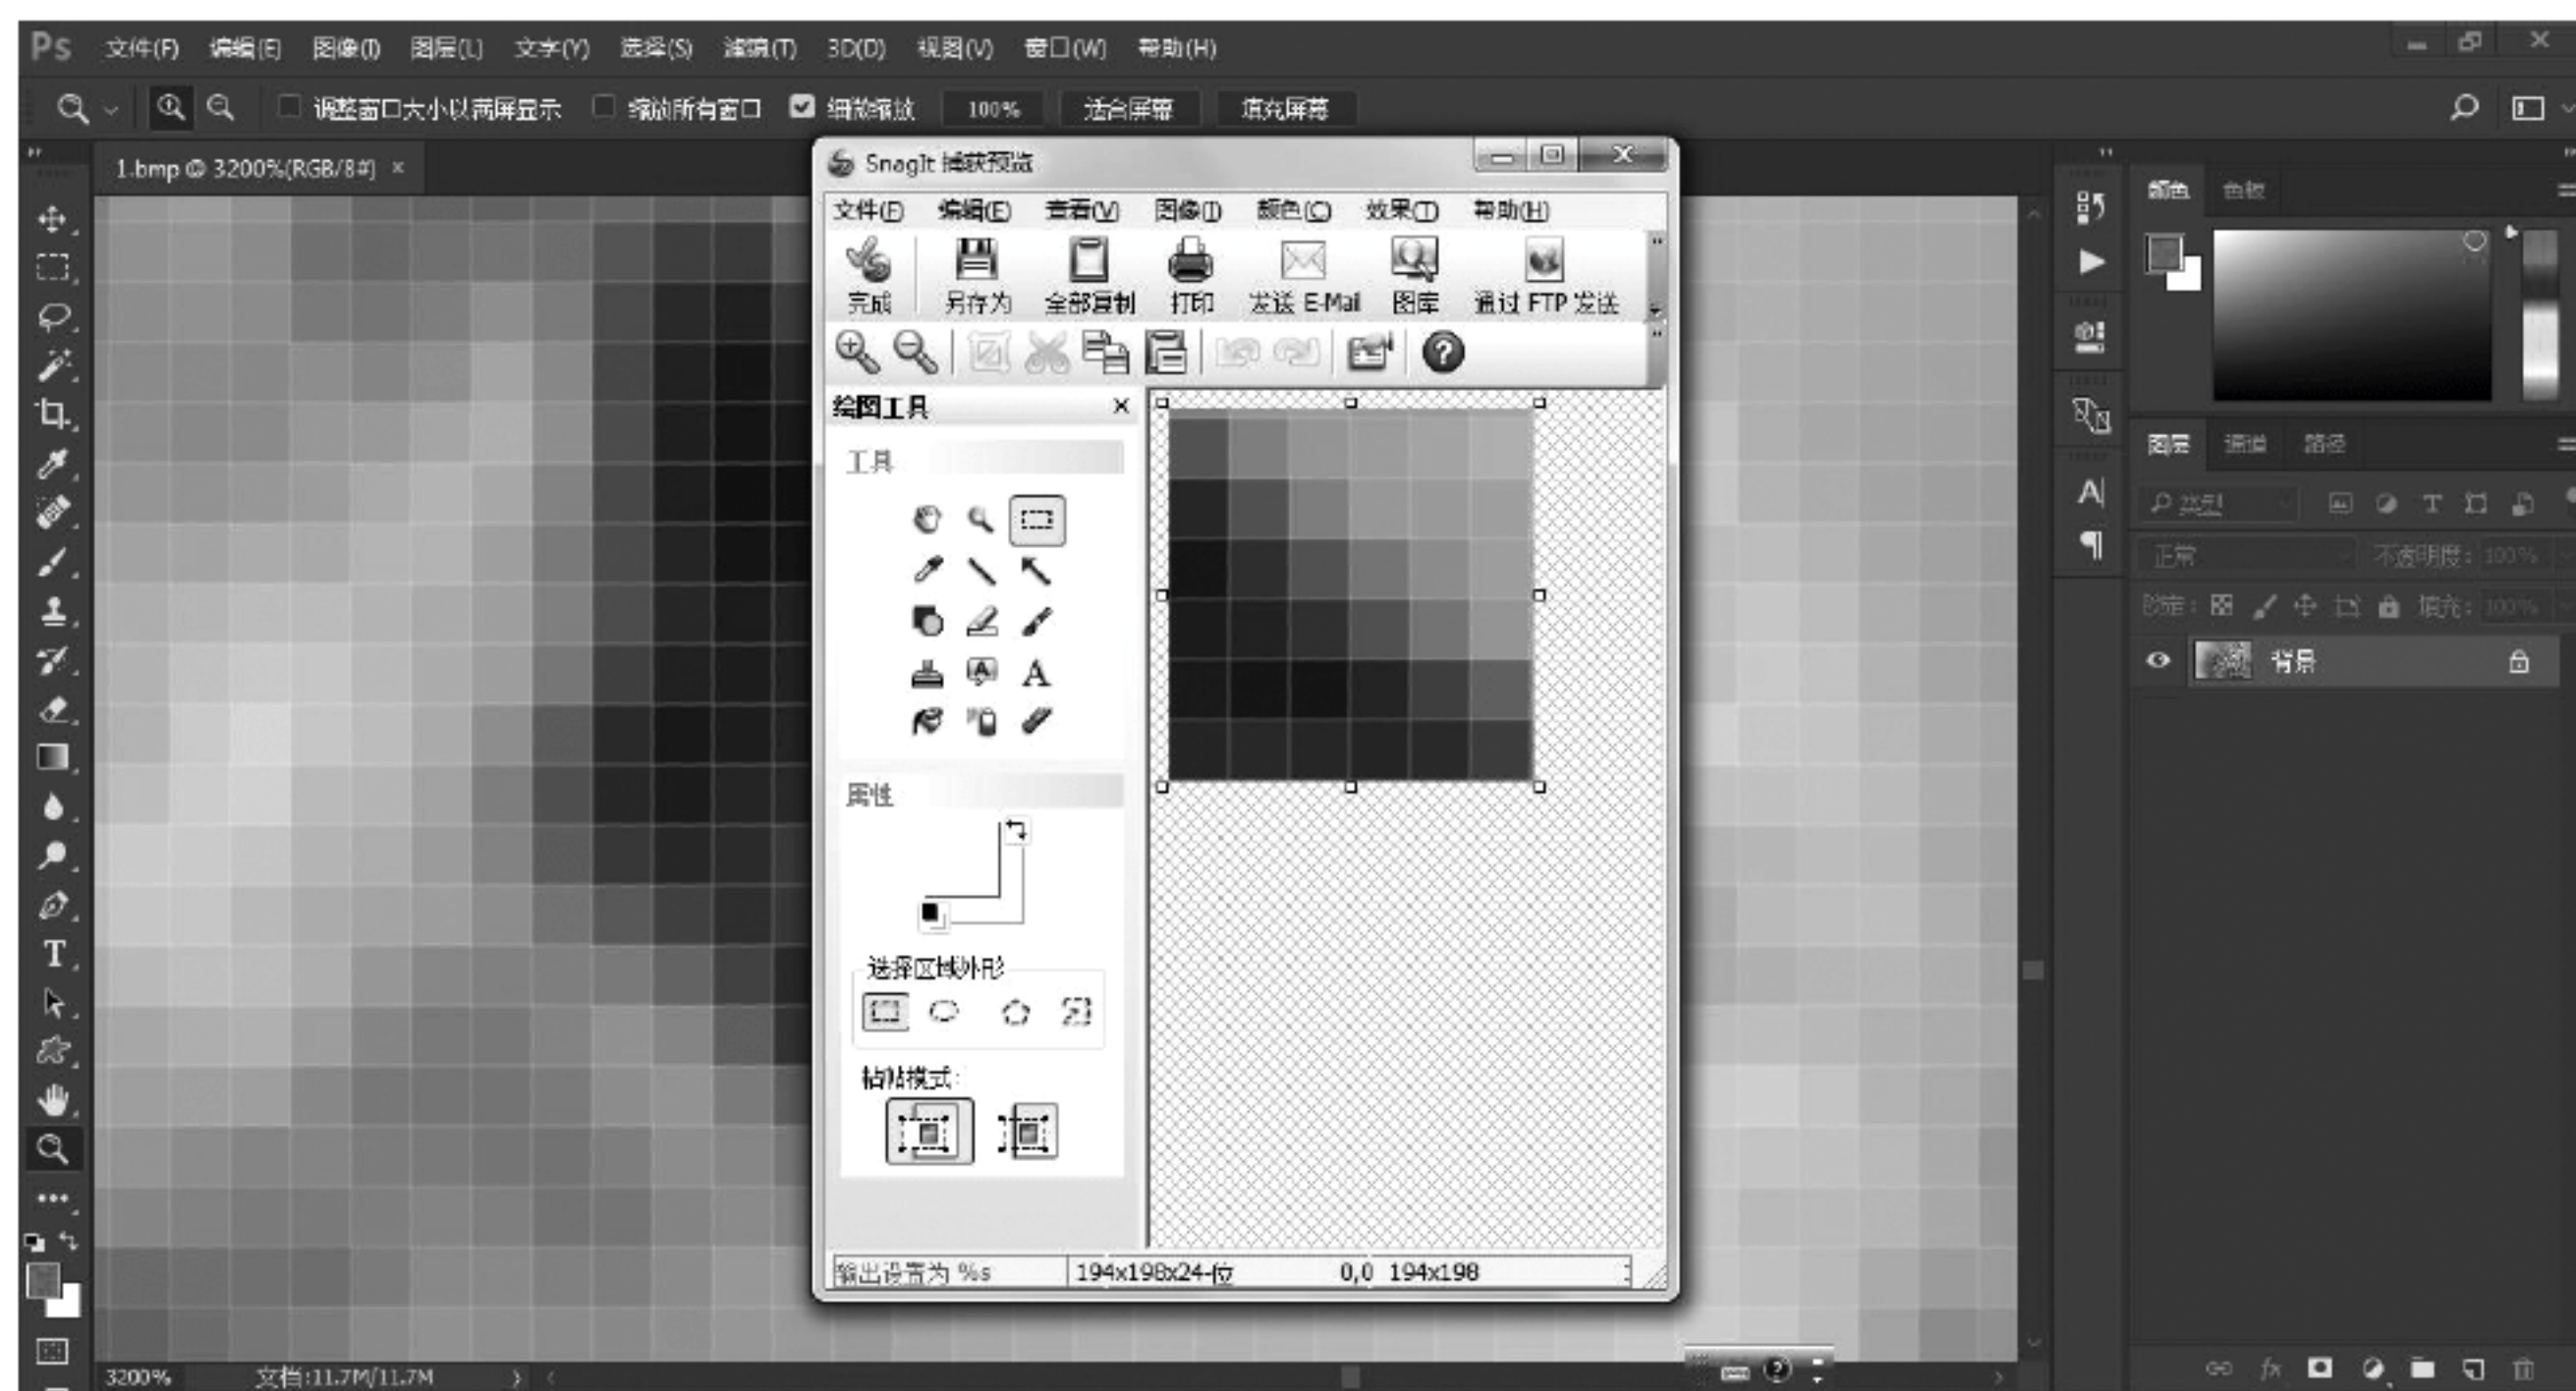 Ps 文件(F) 编辑(E) 图像(I) 图层(L) 文字(Y) 选择(S) 滤镜(T) 3D(D) 视图(V) 窗口(W) 帮助(H)
调整窗口大小以满屏显示 缩放所有窗口 细微缩放 100% 适合屏幕 填充屏幕
1.bmp @ 3200%(RGB/8#) ×
SnagIt 捕获预览
文件(F) 编辑(E) 查看(V) 图像(I) 颜色(C) 效果(T) 帮助(H)
完成 另存为 全部复制 打印 发送 E-Mail 图库 通过 FTP 发送
绘图工具
工具
属性
选择区域外形
粘帖模式:
输出设置为 %s 194x198x24-位 0,0 194x198
颜色 色板
图层 通道 路径
类型
正常 不透明度: 100%
锁定: 填充: 100%
背景
3200% 文档:11.7M/11.7M